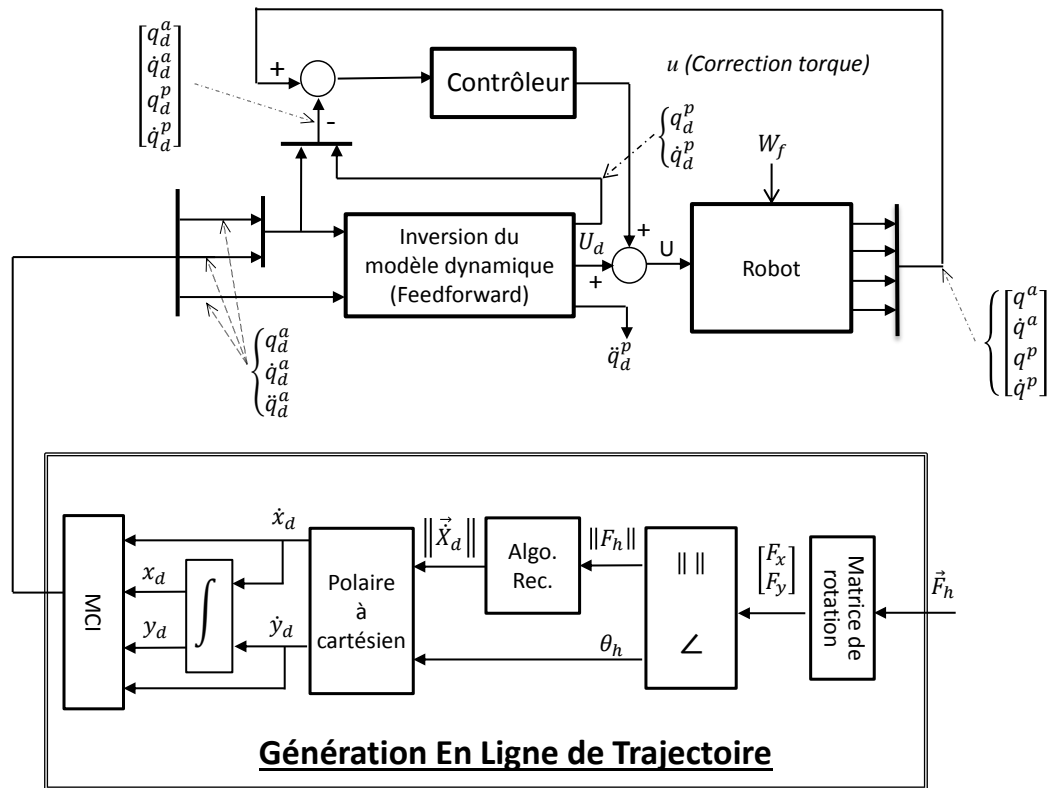 [q_d^a
q̇_d^a
q_d^p
q̇_d^p]
+
-
Contrôleur
u (Correction torque)
{q_d^p
q̇_d^p
W_f
Inversion du
modèle dynamique
(Feedforward)
U_d
+
+
U
Robot
q̈_d^p
{q_d^a
q̇_d^a
q̈_d^a
{[q^a
q̇^a
q^p
q̇^p]
MCI
ẋ_d
x_d
y_d
ẏ_d
∫
Polaire
à
cartésien
‖Ẋ⃗_d‖
Algo.
Rec.
‖F_h‖
θ_h
‖ ‖
∠
[F_x
F_y]
Matrice de
rotation
F⃗_h
Génération En Ligne de Trajectoire